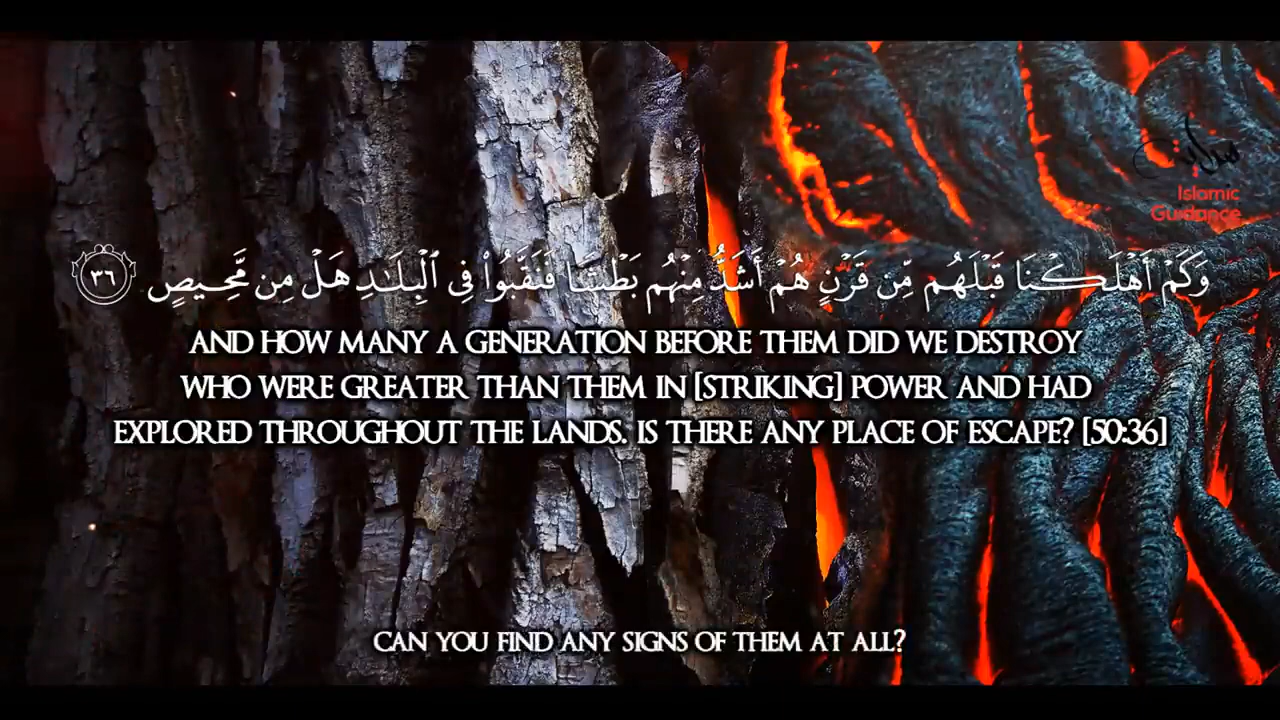 سراية
Islamic
Guidance
وَكَمْ أَهْلَكْنَا قَبْلَهُم مِّن قَرْنٍ هُمْ أَشَدُّ مِنْهُم بَطْشًا فَنَقَّبُوا۟ فِى ٱلْبِلَـٰدِ هَلْ مِن مَّحِيصٍ ٣٦
AND HOW MANY A GENERATION BEFORE THEM DID WE DESTROY
WHO WERE GREATER THAN THEM IN [STRIKING] POWER AND HAD
EXPLORED THROUGHOUT THE LANDS. IS THERE ANY PLACE OF ESCAPE? [50:36]
CAN YOU FIND ANY SIGNS OF THEM AT ALL?